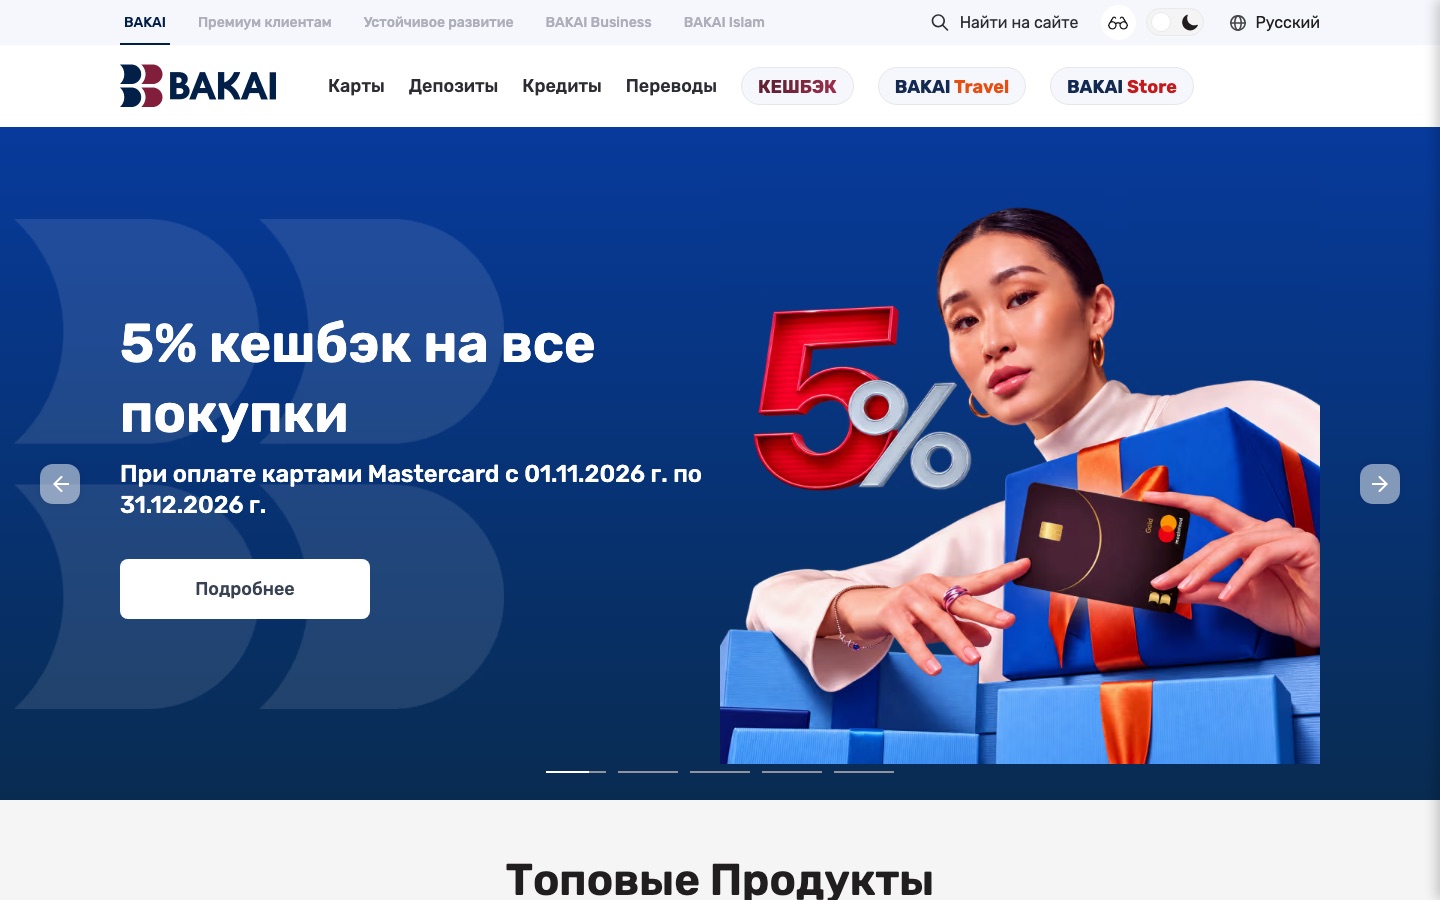 BAKAI
Премиум клиентам
Устойчивое развитие
BAKAI Business
BAKAI Islam
Найти на сайте
Русский
BAKAI
Карты
Депозиты
Кредиты
Переводы
КЕШБЭК
BAKAI Travel
BAKAI Store
5% кешбэк на все
покупки
При оплате картами Mastercard с 01.11.2026 г. по
31.12.2026 г.
Подробнее
5%
Gold
mastercard
Топовые Продукты